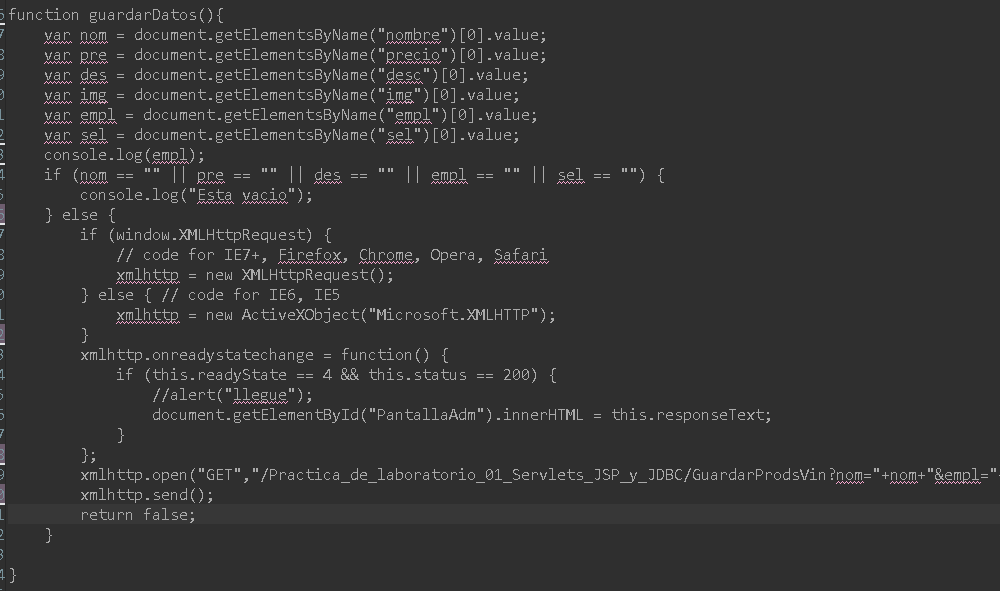 function guardarDatos(){
    var nom = document.getElementsByName("nombre")[0].value;
    var pre = document.getElementsByName("precio")[0].value;
    var des = document.getElementsByName("desc")[0].value;
    var img = document.getElementsByName("img")[0].value;
    var empl = document.getElementsByName("empl")[0].value;
    var sel = document.getElementsByName("sel")[0].value;
    console.log(empl);
    if (nom == "" || pre == "" || des == "" || empl == "" || sel == "") {
        console.log("Esta vacio");
    } else {
        if (window.XMLHttpRequest) {
            // code for IE7+, Firefox, Chrome, Opera, Safari
            xmlhttp = new XMLHttpRequest();
        } else { // code for IE6, IE5
            xmlhttp = new ActiveXObject("Microsoft.XMLHTTP");
        }
        xmlhttp.onreadystatechange = function() {
            if (this.readyState == 4 && this.status == 200) {
                //alert("llegue");
                document.getElementById("PantallaAdm").innerHTML = this.responseText;
            }
        };
        xmlhttp.open("GET","/Practica_de_laboratorio_01_Servlets_JSP_y_JDBC/GuardarProdsVin?nom="+nom+"&empl="
        xmlhttp.send();
        return false;
    }
}